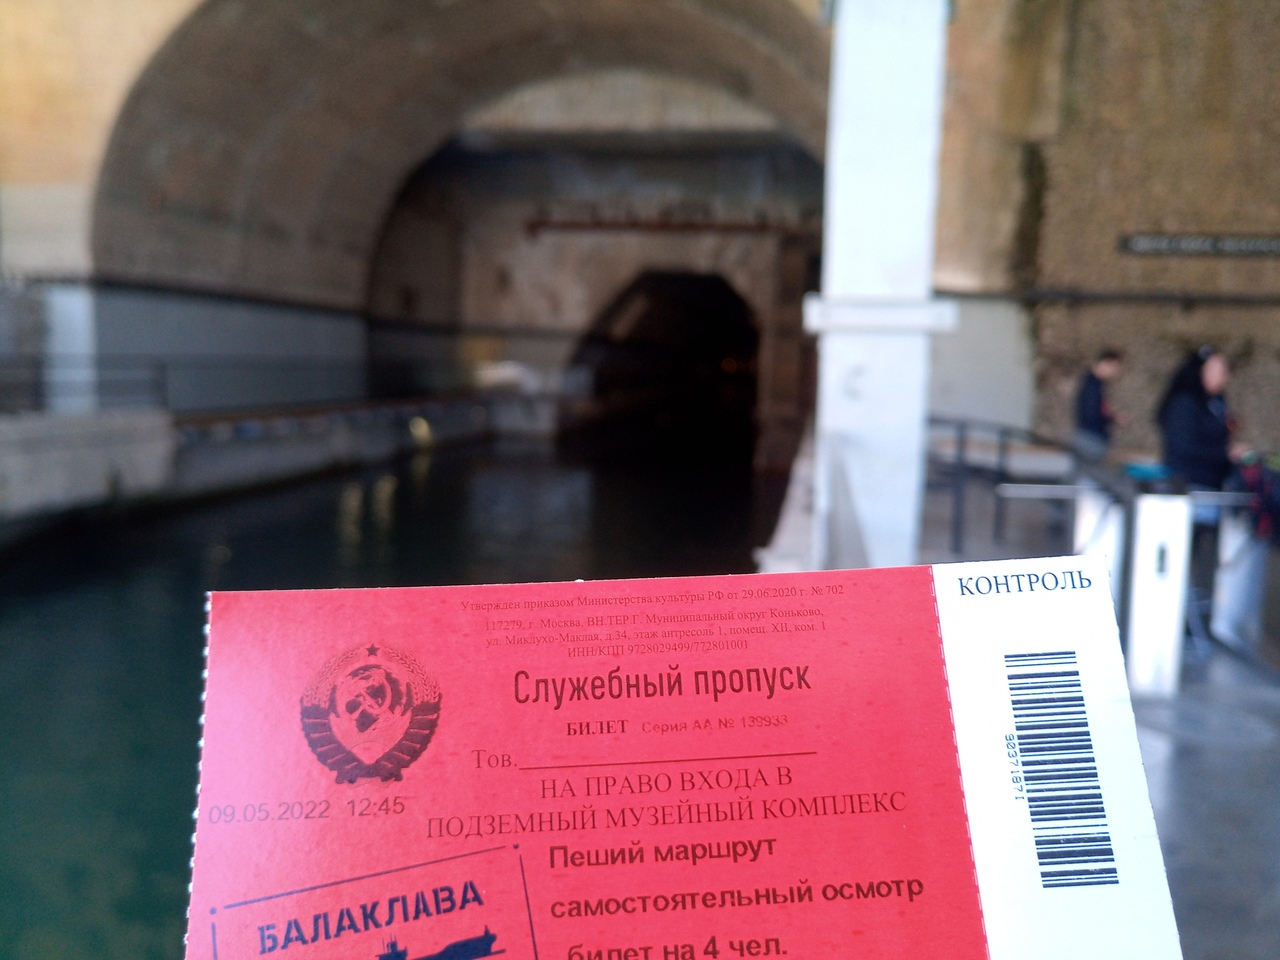 Утвержден приказом Министерства культуры РФ от 29.06.2020 г. № 702
117279, г. Москва, ВН.ТЕР.Г. Муниципальный округ Коньково,
ул. Миклухо-Маклая, д.34, этаж антресоль 1, помещ. XII, ком. 1
ИНН/КПП 9728029499/772801001
Служебный пропуск
БИЛЕТ Серия АА № 139933
Тов.
НА ПРАВО ВХОДА В
ПОДЗЕМНЫЙ МУЗЕЙНЫЙ КОМПЛЕКС
09.05.2022 12:45
Пеший маршрут
самостоятельный осмотр
билет на 4 чел.
БАЛАКЛАВА
КОНТРОЛЬ
90371871